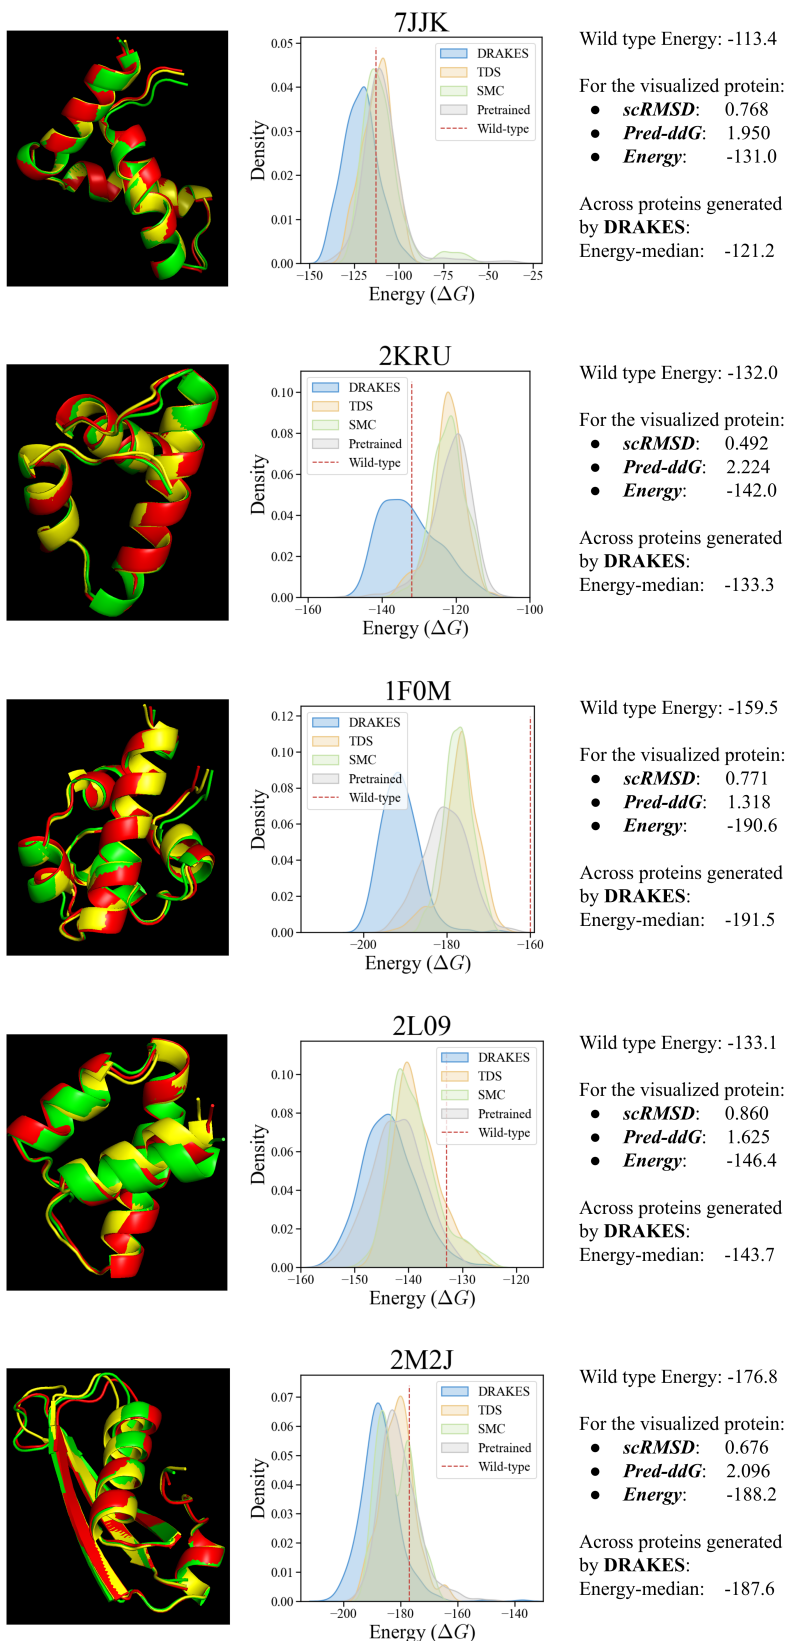 7JJK
0.05
0.04
0.03
0.02
0.01
0.00
Density
−150
−125
−100
−75
−50
−25
Energy (ΔG)
DRAKES
TDS
SMC
Pretrained
Wild-type
Wild type Energy: -113.4
For the visualized protein:
● scRMSD: 0.768
● Pred-ddG: 1.950
● Energy: -131.0
Across proteins generated
by DRAKES:
Energy-median: -121.2
2KRU
0.10
0.08
0.06
0.04
0.02
0.00
Density
−160
−140
−120
−100
Energy (ΔG)
DRAKES
TDS
SMC
Pretrained
Wild-type
Wild type Energy: -132.0
For the visualized protein:
● scRMSD: 0.492
● Pred-ddG: 2.224
● Energy: -142.0
Across proteins generated
by DRAKES:
Energy-median: -133.3
1F0M
0.12
0.10
0.08
0.06
0.04
0.02
0.00
Density
−200
−180
−160
Energy (ΔG)
DRAKES
TDS
SMC
Pretrained
Wild-type
Wild type Energy: -159.5
For the visualized protein:
● scRMSD: 0.771
● Pred-ddG: 1.318
● Energy: -190.6
Across proteins generated
by DRAKES:
Energy-median: -191.5
2L09
0.10
0.08
0.06
0.04
0.02
0.00
Density
−160
−150
−140
−130
−120
Energy (ΔG)
DRAKES
TDS
SMC
Pretrained
Wild-type
Wild type Energy: -133.1
For the visualized protein:
● scRMSD: 0.860
● Pred-ddG: 1.625
● Energy: -146.4
Across proteins generated
by DRAKES:
Energy-median: -143.7
2M2J
0.07
0.06
0.05
0.04
0.03
0.02
0.01
0.00
Density
−200
−180
−160
−140
Energy (ΔG)
DRAKES
TDS
SMC
Pretrained
Wild-type
Wild type Energy: -176.8
For the visualized protein:
● scRMSD: 0.676
● Pred-ddG: 2.096
● Energy: -188.2
Across proteins generated
by DRAKES:
Energy-median: -187.6